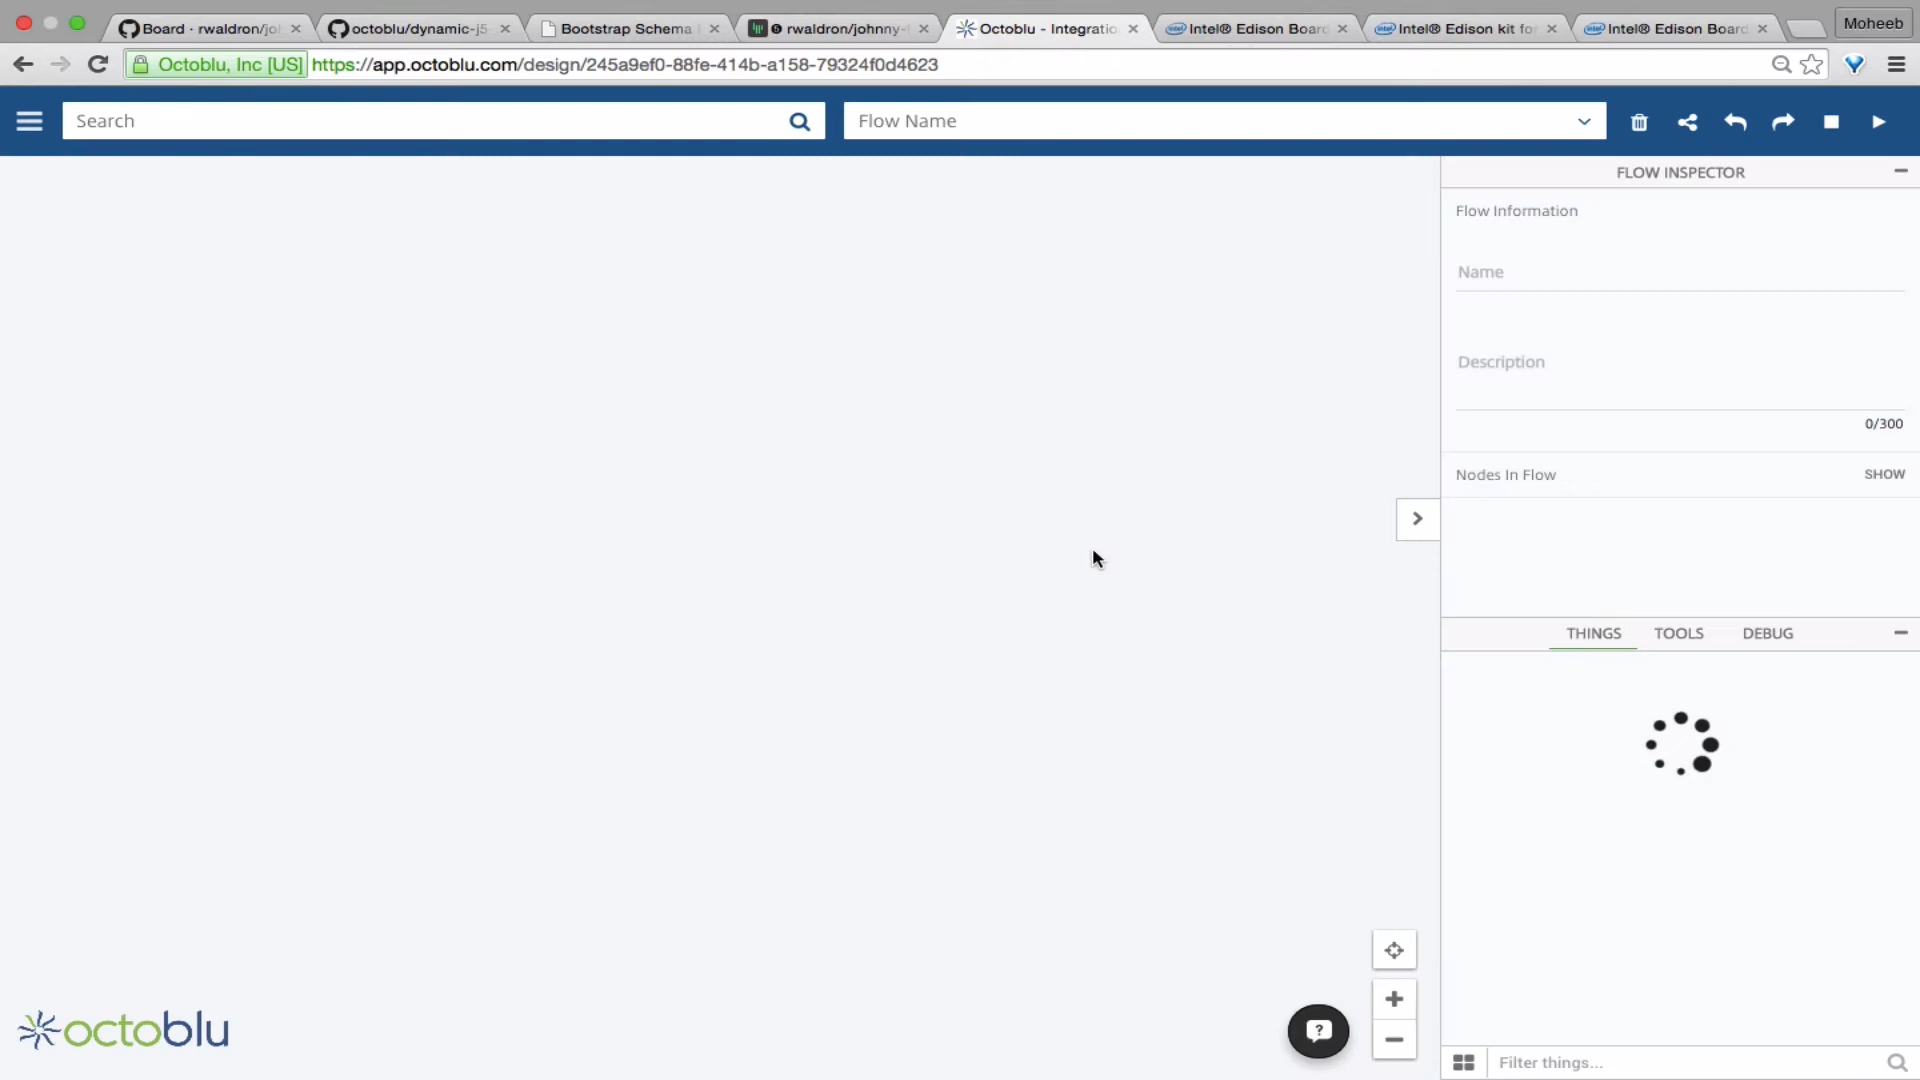 Board · rwaldron/jo
octoblu/dynamic-j5
Bootstrap Schema
rwaldron/johnny-
Octoblu - Integratio
Intel® Edison Board
Intel® Edison kit fo
Intel® Edison Board
Moheeb
Octoblu, Inc [US] https://app.octoblu.com/design/245a9ef0-88fe-414b-a158-79324f0d4623
Search
Flow Name
FLOW INSPECTOR
Flow Information
Name
Description
0/300
Nodes In Flow SHOW
THINGS TOOLS DEBUG
octoblu
?
Filter things...